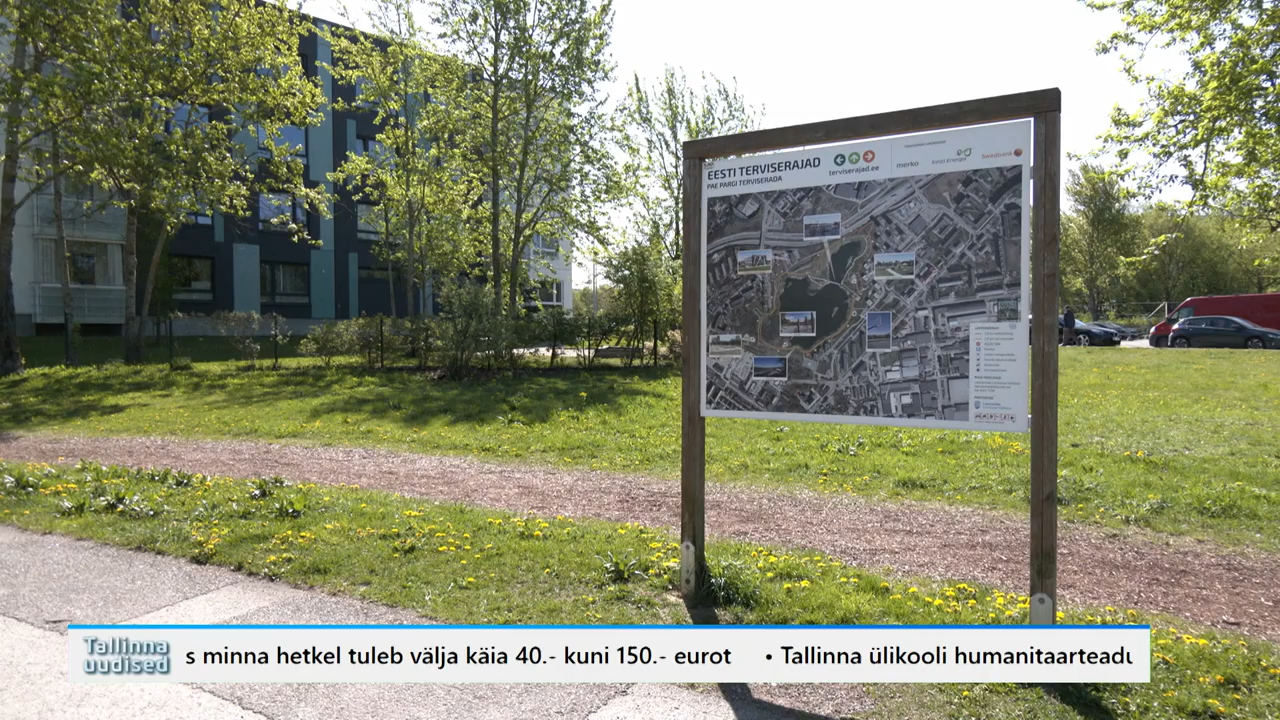 EESTI TERVISERAJAD
PAE PARGI TERVISERADA
terviserajad.ee
merko
Eesti Energia
Swedbank
Tallinna
uudised
s minna hetkel tuleb välja käia 40.- kuni 150.- eurot • Tallinna ülikooli humanitaarteadu